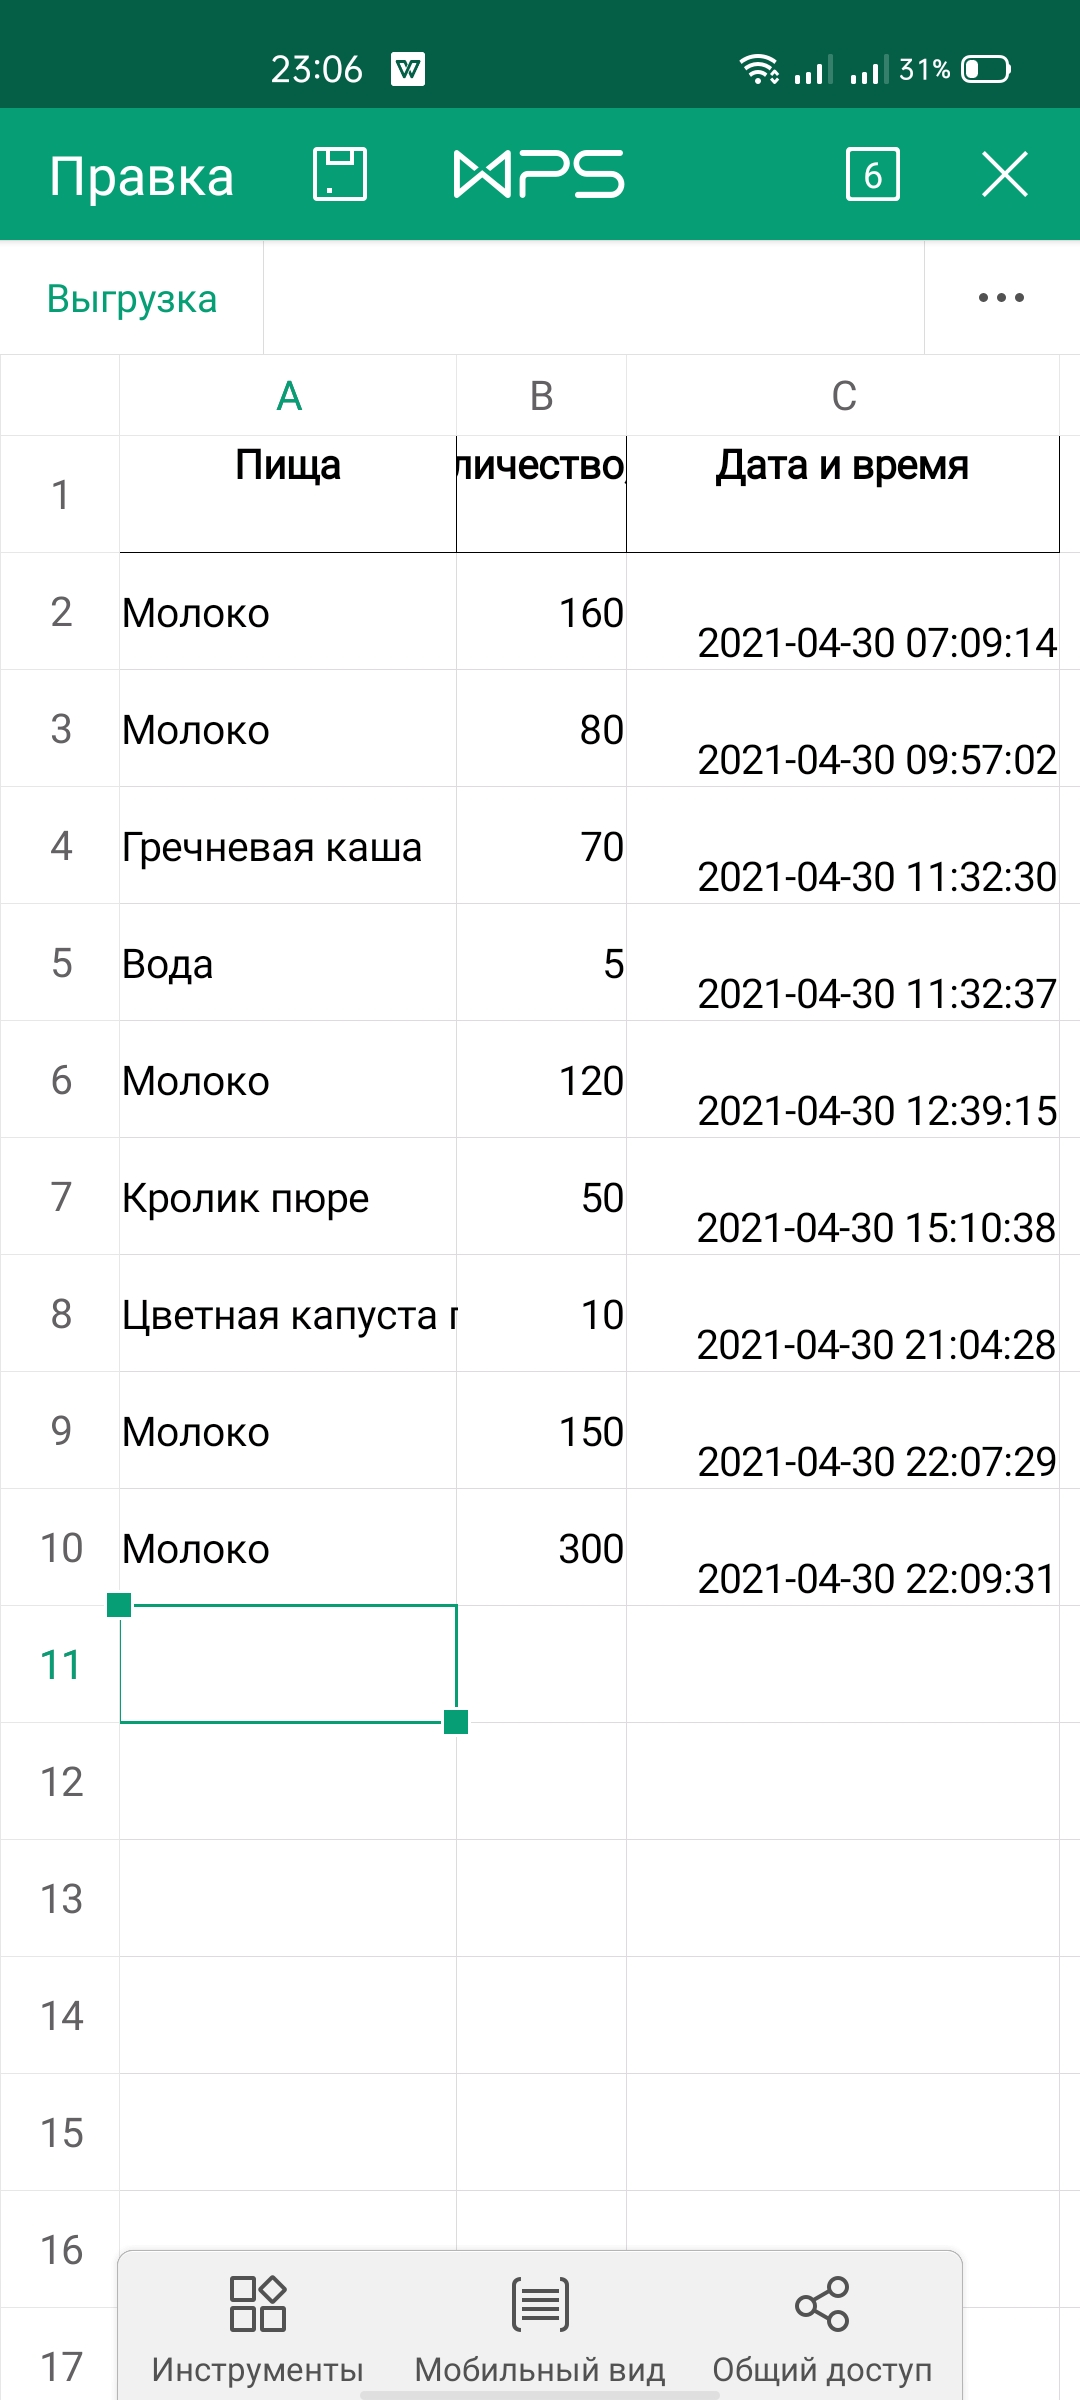 23:06 31%
Правка WPS 6
Выгрузка
A B C
1 Пища личество, Дата и время
2 Молоко 160 2021-04-30 07:09:14
3 Молоко 80 2021-04-30 09:57:02
4 Гречневая каша 70 2021-04-30 11:32:30
5 Вода 5 2021-04-30 11:32:37
6 Молоко 120 2021-04-30 12:39:15
7 Кролик пюре 50 2021-04-30 15:10:38
8 Цветная капуста 10 2021-04-30 21:04:28
9 Молоко 150 2021-04-30 22:07:29
10 Молоко 300 2021-04-30 22:09:31
11
12
13
14
15
16
17
Инструменты Мобильный вид Общий доступ